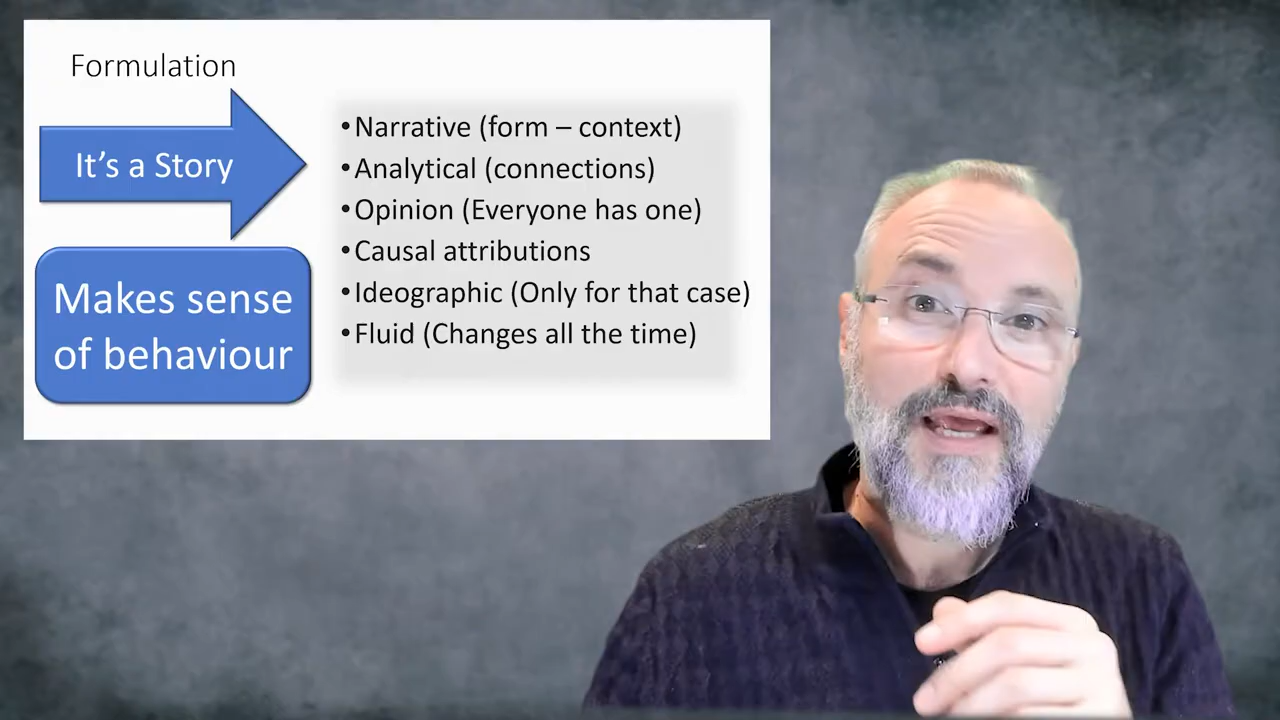 Formulation
It's a Story
Makes sense
of behaviour
•Narrative (form – context)
•Analytical (connections)
•Opinion (Everyone has one)
•Causal attributions
•Ideographic (Only for that case)
•Fluid (Changes all the time)